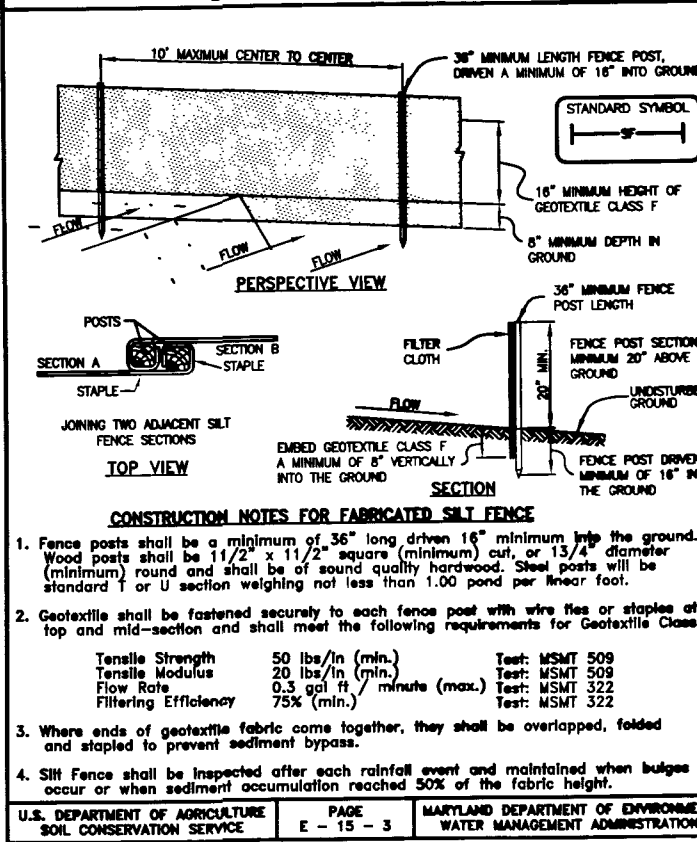 10' MAXIMUM CENTER TO CENTER
36" MINIMUM LENGTH FENCE POST,
DRIVEN A MINIMUM OF 16" INTO GROUND
STANDARD SYMBOL
SF
16" MINIMUM HEIGHT OF
GEOTEXTILE CLASS F
8" MINIMUM DEPTH IN
GROUND
FLOW
FLOW
FLOW
PERSPECTIVE VIEW
POSTS
SECTION A
SECTION B
STAPLE
STAPLE
JOINING TWO ADJACENT SILT
FENCE SECTIONS
TOP VIEW
36" MINIMUM FENCE
POST LENGTH
FILTER
CLOTH
20" MIN.
FENCE POST SECTION
MINIMUM 20" ABOVE
GROUND
UNDISTURBE
GROUND
FLOW
EMBED GEOTEXTILE CLASS F
A MINIMUM OF 8" VERTICALLY
INTO THE GROUND
FENCE POST DRIVEN
MINIMUM OF 16" IN
THE GROUND
SECTION
CONSTRUCTION NOTES FOR FABRICATED SILT FENCE
1. Fence posts shall be a minimum of 36" long driven 16" minimum into the ground.
Wood posts shall be 11/2" x 11/2" square (minimum) cut, or 13/4" diameter
(minimum) round and shall be of sound quality hardwood. Steel posts will be
standard T or U section weighing not less than 1.00 pond per linear foot.
2. Geotextile shall be fastened securely to each fence post with wire ties or staples at
top and mid-section and shall meet the following requirements for Geotextile Class
Tensile Strength 50 lbs/in (min.) Test: MSMT 509
Tensile Modulus 20 lbs/in (min.) Test: MSMT 509
Flow Rate 0.3 gal ft / minute (max.) Test: MSMT 322
Filtering Efficiency 75% (min.) Test: MSMT 322
3. Where ends of geotextile fabric come together, they shall be overlapped, folded
and stapled to prevent sediment bypass.
4. Silt Fence shall be inspected after each rainfall event and maintained when bulges
occur or when sediment accumulation reached 50% of the fabric height.
U.S. DEPARTMENT OF AGRICULTURE
SOIL CONSERVATION SERVICE
PAGE
E - 15 - 3
MARYLAND DEPARTMENT OF ENVIRONME
WATER MANAGEMENT ADMINISTRATION